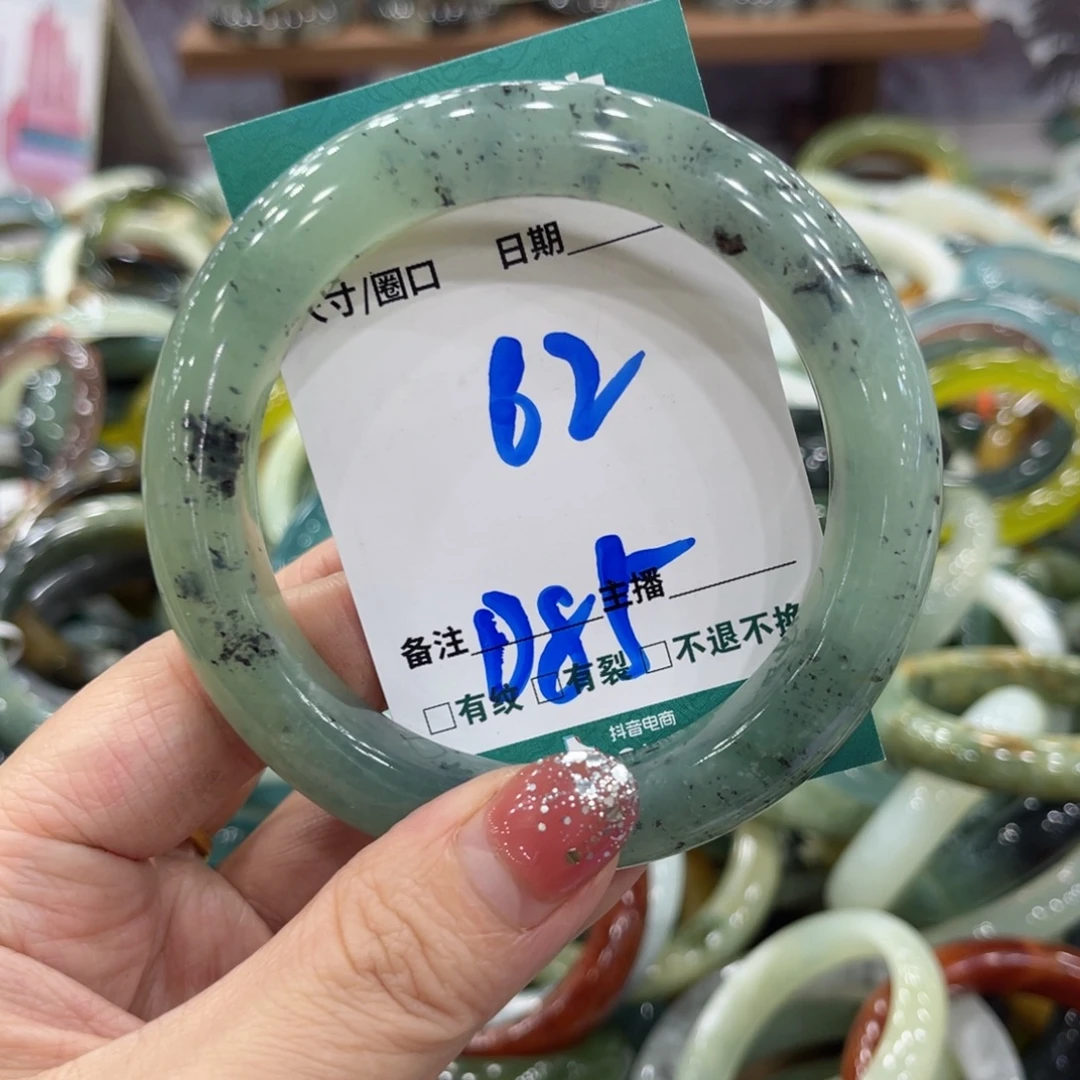 日期
寸/圈口
62
D85
主播
备注
□有纹 □有裂 □不退不换
抖音电商